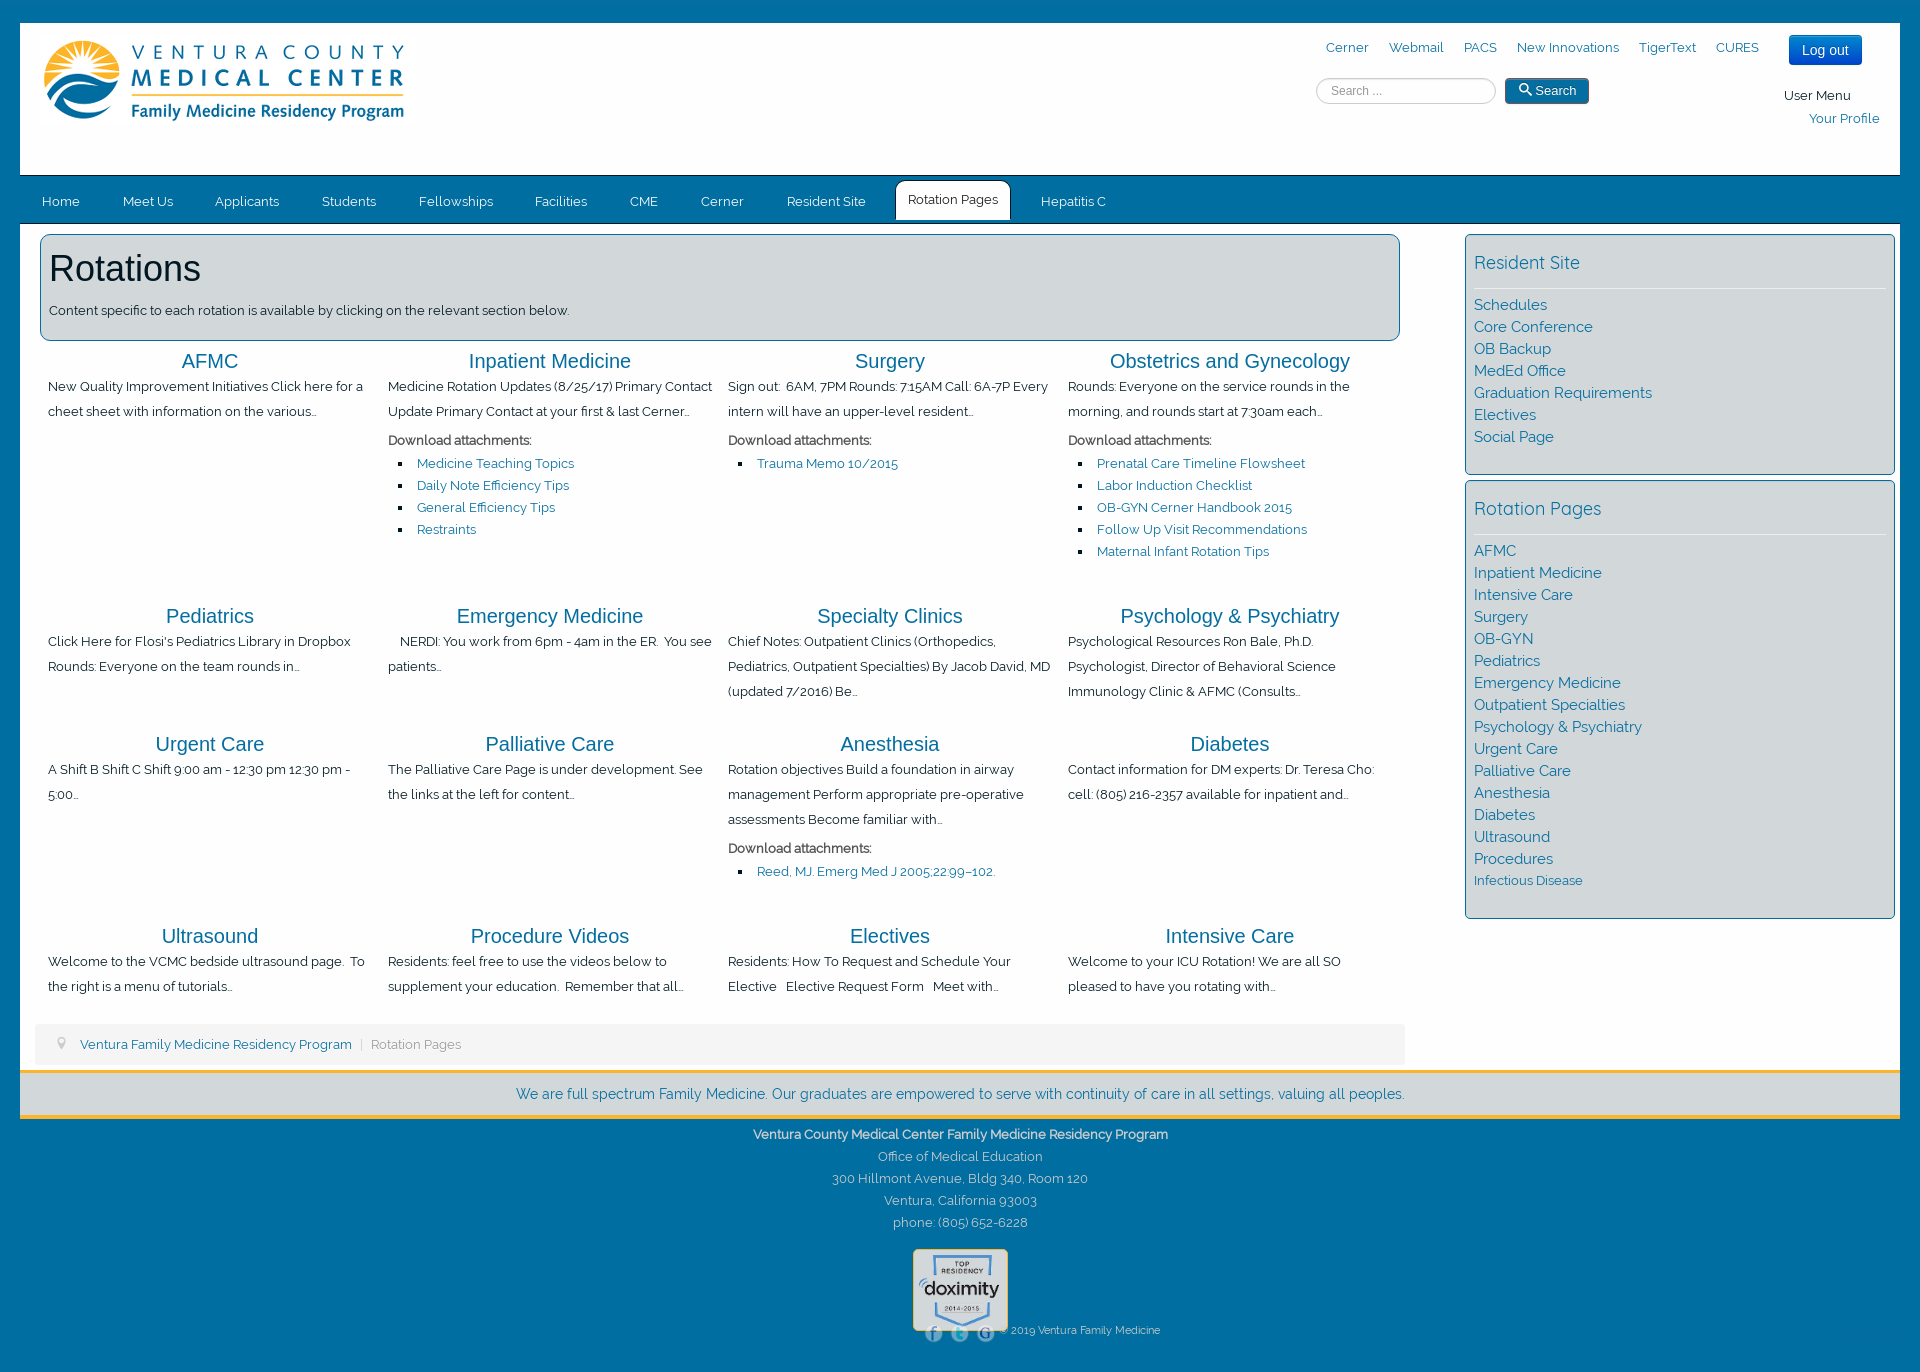 VENTURA COUNTY
MEDICAL CENTER
Family Medicine Residency Program
Cerner Webmail PACS New Innovations TigerText CURES
Log out
Search ...
Search
User Menu
Your Profile
Home Meet Us Applicants Students Fellowships Facilities CME Cerner Resident Site Rotation Pages Hepatitis C
Rotations
Content specific to each rotation is available by clicking on the relevant section below.
AFMC
New Quality Improvement Initiatives Click here for a
cheet sheet with information on the various...
Inpatient Medicine
Medicine Rotation Updates (8/25/17) Primary Contact
Update Primary Contact at your first & last Cerner...
Download attachments:
Medicine Teaching Topics
Daily Note Efficiency Tips
General Efficiency Tips
Restraints
Surgery
Sign out: 6AM, 7PM Rounds: 7:15AM Call: 6A-7P Every
intern will have an upper-level resident...
Download attachments:
Trauma Memo 10/2015
Obstetrics and Gynecology
Rounds: Everyone on the service rounds in the
morning, and rounds start at 7:30am each...
Download attachments:
Prenatal Care Timeline Flowsheet
Labor Induction Checklist
OB-GYN Cerner Handbook 2015
Follow Up Visit Recommendations
Maternal Infant Rotation Tips
Pediatrics
Click Here for Flosi's Pediatrics Library in Dropbox
Rounds: Everyone on the team rounds in...
Emergency Medicine
NERDI: You work from 6pm - 4am in the ER. You see
patients...
Specialty Clinics
Chief Notes: Outpatient Clinics (Orthopedics,
Pediatrics, Outpatient Specialties) By Jacob David, MD
(updated 7/2016) Be...
Psychology & Psychiatry
Psychological Resources Ron Bale, Ph.D.
Psychologist, Director of Behavioral Science
Immunology Clinic & AFMC (Consults...
Urgent Care
A Shift B Shift C Shift 9:00 am - 12:30 pm 12:30 pm -
5:00...
Palliative Care
The Palliative Care Page is under development. See
the links at the left for content...
Anesthesia
Rotation objectives Build a foundation in airway
management Perform appropriate pre-operative
assessments Become familiar with...
Download attachments:
Reed, MJ. Emerg Med J 2005;22:99–102.
Diabetes
Contact information for DM experts: Dr. Teresa Cho:
cell: (805) 216-2357 available for inpatient and...
Ultrasound
Welcome to the VCMC bedside ultrasound page. To
the right is a menu of tutorials...
Procedure Videos
Residents: feel free to use the videos below to
supplement your education. Remember that all...
Electives
Residents: How To Request and Schedule Your
Elective Elective Request Form Meet with...
Intensive Care
Welcome to your ICU Rotation! We are all SO
pleased to have you rotating with...
Resident Site
Schedules
Core Conference
OB Backup
MedEd Office
Graduation Requirements
Electives
Social Page
Rotation Pages
AFMC
Inpatient Medicine
Intensive Care
Surgery
OB-GYN
Pediatrics
Emergency Medicine
Outpatient Specialties
Psychology & Psychiatry
Urgent Care
Palliative Care
Anesthesia
Diabetes
Ultrasound
Procedures
Infectious Disease
Ventura Family Medicine Residency Program | Rotation Pages
We are full spectrum Family Medicine. Our graduates are empowered to serve with continuity of care in all settings, valuing all peoples.
Ventura County Medical Center Family Medicine Residency Program
Office of Medical Education
300 Hillmont Avenue, Bldg 340, Room 120
Ventura, California 93003
phone: (805) 652-6228
TOP
RESIDENCY
doximity
2014-2015
f t G © 2019 Ventura Family Medicine